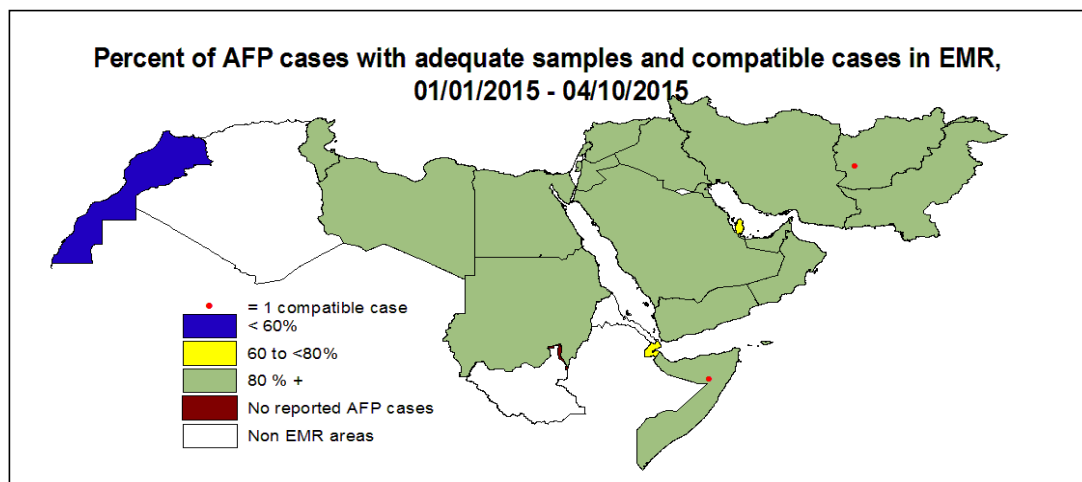 Percent of AFP cases with adequate samples and compatible cases in EMR,
01/01/2015 - 04/10/2015
= 1 compatible case
< 60%
60 to <80%
80 % +
No reported AFP cases
Non EMR areas